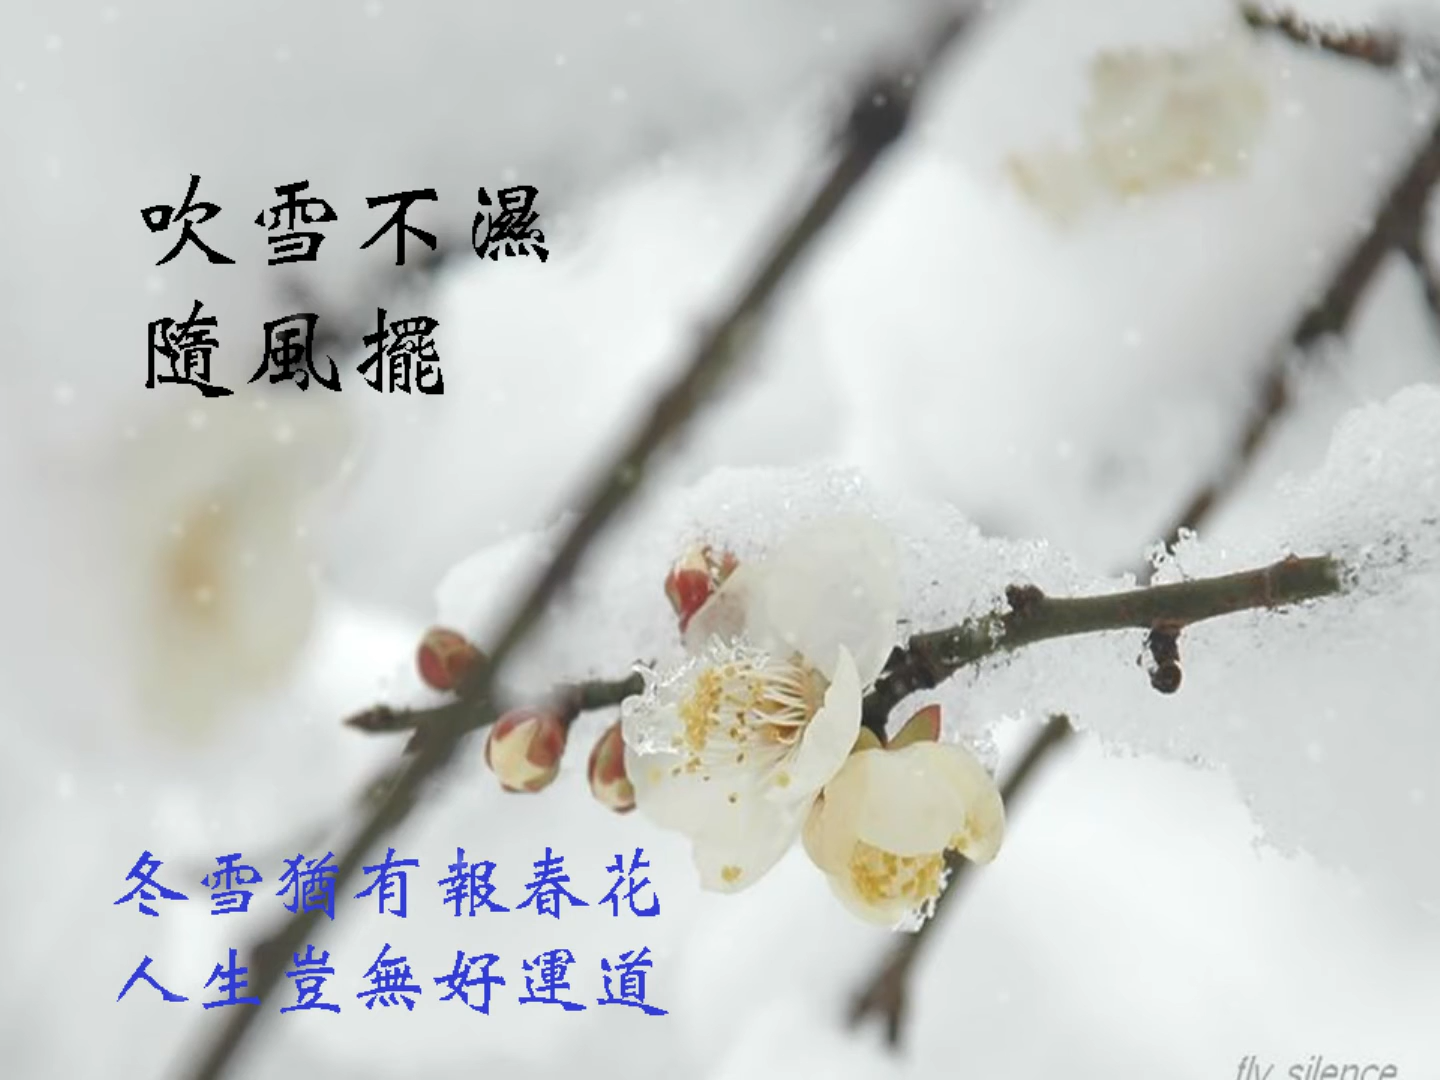 吹雪不濕
隨風擺
冬雪猶有報春花
人生豈無好運道
fly silence